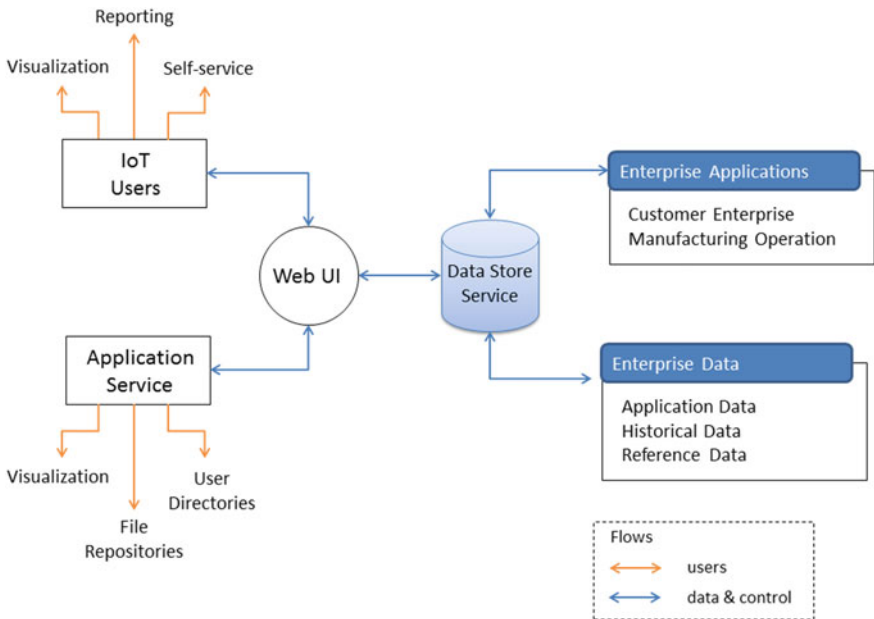 Reporting
Visualization
Self-service
IoT
Users
Enterprise Applications
Customer Enterprise
Manufacturing Operation
Web UI
Data Store
Service
Application
Service
Enterprise Data
Application Data
Historical Data
Reference Data
Visualization
User
Directories
File
Repositories
Flows
users
data & control